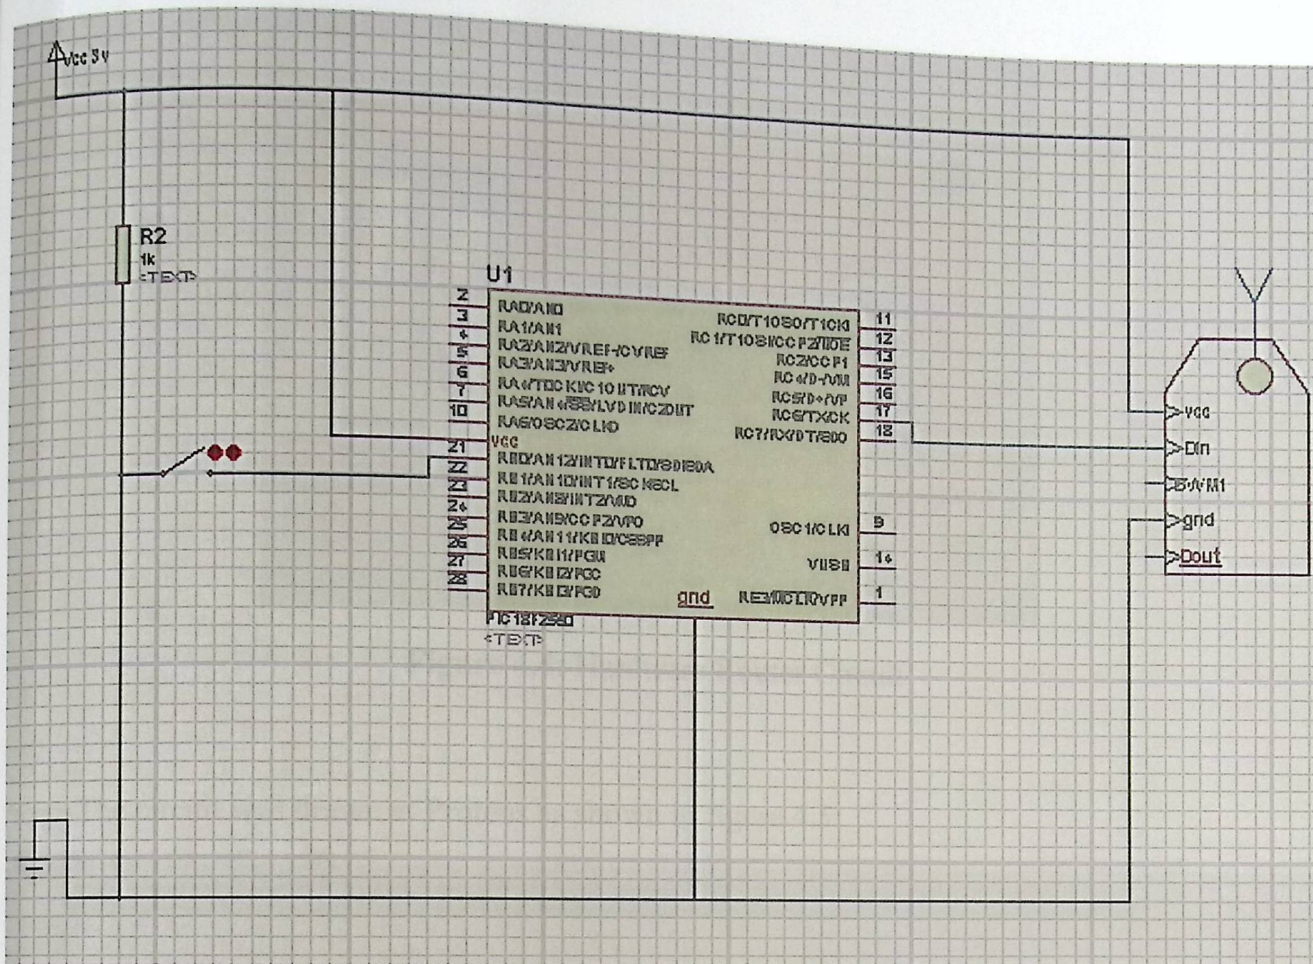 Vcc 5v
R2
1k
<TEXT>
U1
2 RA0/AN0
3 RA1/AN1
4 RA2/AN2/VREF-/CVREF
5 RA3/AN3/VREF+
6 RA4/T0CKI/C1OUT/RCV
7 RA5/AN4/SS/LVDIN/C2OUT
10 RA6/OSC2/CLKO
VCC
21 RB0/AN12/INT0/FLT0/SDI/SDA
22 RB1/AN10/INT1/SCK/SCL
23 RB2/AN8/INT2/VMO
24 RB3/AN9/CCP2/VPO
25 RB4/AN11/KBI0/CSSPP
26 RB5/KBI1/PGM
27 RB6/KBI2/PGC
28 RB7/KBI3/PGD
RC0/T1OSO/T1CKI 11
RC1/T1OSI/CCP2/UOE 12
RC2/CCP1 13
RC4/D-/VM 15
RC5/D+/VP 16
RC6/TX/CK 17
RC7/RX/DT/SDO 18
OSC1/CLKI 9
VUSB 14
gnd
RE3/MCLR/VPP 1
<TEXT>
vcc
Din
gnd
Dout